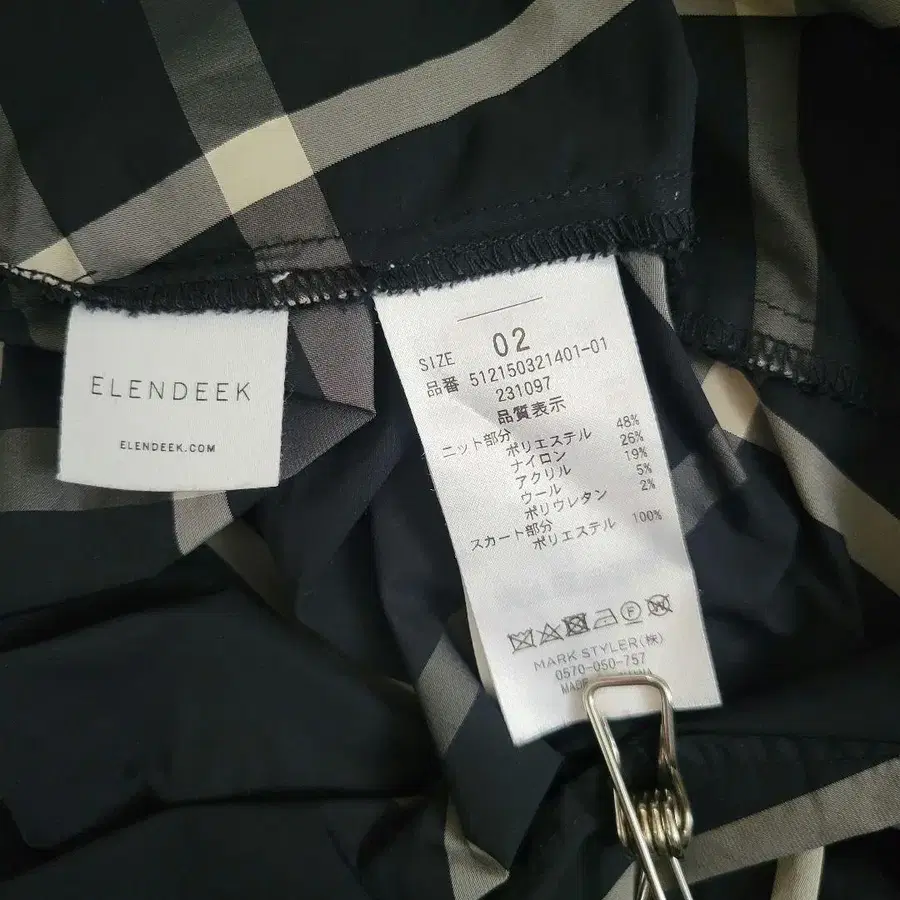 ELENDEEK
ELENDEEK.COM
SIZE 02
品番 512150321401-01
231097
品質表示
ニット部分
ポリエステル 48%
ナイロン 26%
アクリル 19%
ウール 5%
ポリウレタン 2%
スカート部分
ポリエステル 100%
MARK STYLER(株)
0570-050-757
MADE